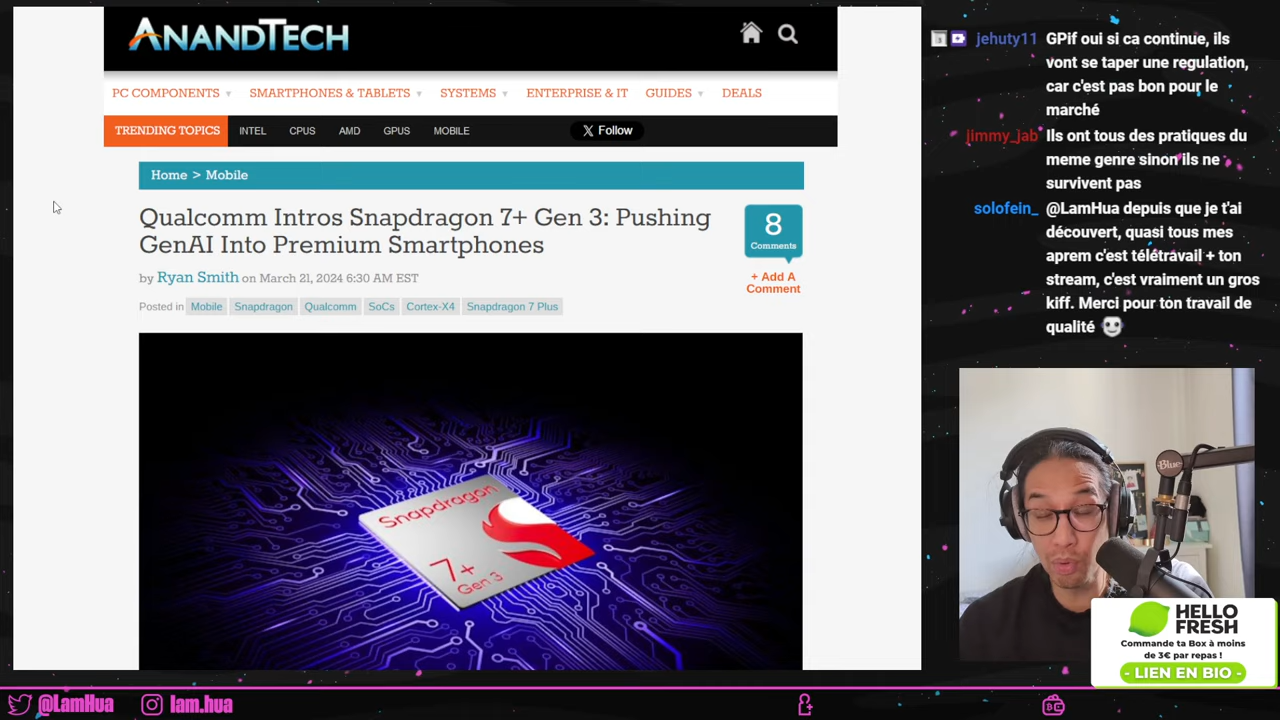 ANANDTECH
PC COMPONENTS
SMARTPHONES & TABLETS
SYSTEMS
ENTERPRISE & IT
GUIDES
DEALS
TRENDING TOPICS
INTEL
CPUS
AMD
GPUS
MOBILE
X Follow
Home > Mobile
Qualcomm Intros Snapdragon 7+ Gen 3: Pushing
GenAI Into Premium Smartphones
8
Comments
+ Add A
Comment
by Ryan Smith on March 21, 2024 6:30 AM EST
Posted in Mobile Snapdragon Qualcomm SoCs Cortex-X4 Snapdragon 7 Plus
Snapdragon
7+
Gen 3
jehuty11 GPif oui si ca continue, ils
vont se taper une regulation,
car c'est pas bon pour le
marché
jimmy_jab Ils ont tous des pratiques du
meme genre sinon ils ne
survivent pas
solofein_ @LamHua depuis que je t'ai
découvert, quasi tous mes
aprem c'est télétravail + ton
stream, c'est vraiment un gros
kiff. Merci pour ton travail de
qualité
Blue
HELLO
FRESH
Commande ta Box à moins
de 3€ par repas !
- LIEN EN BIO -
@LamHua
lam.hua